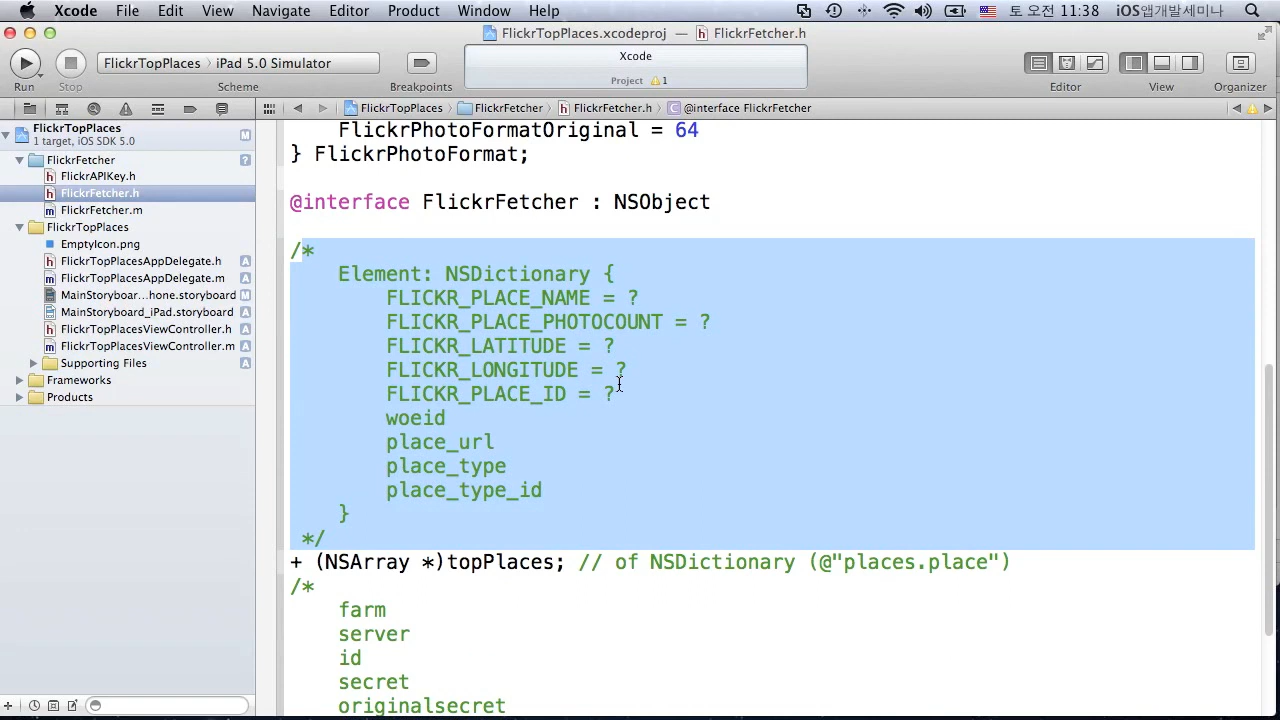 Xcode File Edit View Navigate Editor Product Window Help 토 오전 11:38 iOS앱개발세미나
FlickrTopPlaces.xcodeproj — FlickrFetcher.h
FlickrTopPlaces iPad 5.0 Simulator
Xcode
Project 1
Run Stop Scheme Breakpoints Editor View Organizer
FlickrTopPlaces FlickrFetcher FlickrFetcher.h @interface FlickrFetcher
FlickrTopPlaces M
1 target, iOS SDK 5.0
FlickrFetcher ?
FlickrAPIKey.h
FlickrFetcher.h
FlickrFetcher.m
FlickrTopPlaces
EmptyIcon.png
FlickrTopPlacesAppDelegate.h A
FlickrTopPlacesAppDelegate.m A
MainStoryboar...hone.storyboard M
MainStoryboard_iPad.storyboard A
FlickrTopPlacesViewController.h A
FlickrTopPlacesViewController.m A
Supporting Files A
Frameworks
Products
FlickrPhotoFormatOriginal = 64
} FlickrPhotoFormat;
@interface FlickrFetcher : NSObject
/*
Element: NSDictionary {
FLICKR_PLACE_NAME = ?
FLICKR_PLACE_PHOTOCOUNT = ?
FLICKR_LATITUDE = ?
FLICKR_LONGITUDE = ?
FLICKR_PLACE_ID = ?
woeid
place_url
place_type
place_type_id
}
*/
+ (NSArray *)topPlaces; // of NSDictionary (@"places.place")
/*
farm
server
id
secret
originalsecret